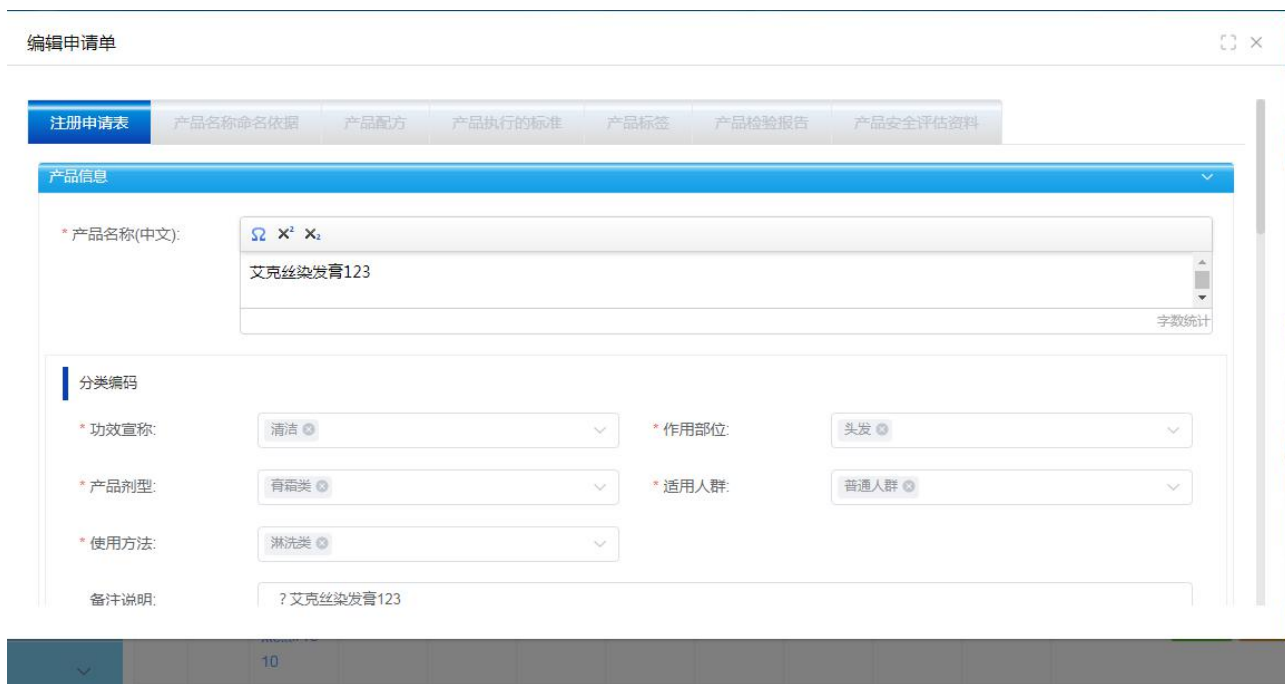 编辑申请单
注册申请表 产品名称命名依据 产品配方 产品执行的标准 产品标签 产品检验报告 产品安全评估资料
产品信息
* 产品名称(中文):
Ω X² X₂
艾克丝染发膏123
字数统计
分类编码
* 功效宣称: 清洁 * 作用部位: 头发
* 产品剂型: 膏霜类 * 适用人群: 普通人群
* 使用方法: 淋洗类
备注说明: ? 艾克丝染发膏123
10